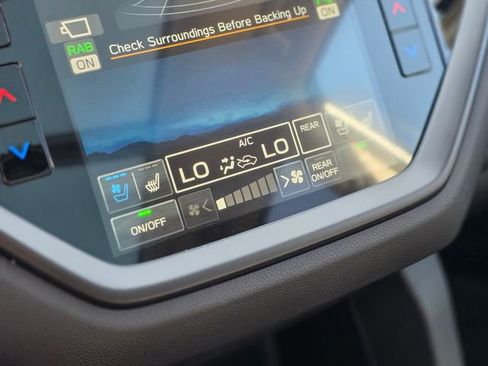 Check Surroundings Before Backing Up
RAB
ON
ON
A/C
LO
LO
REAR
REAR
ON/OFF
ON/OFF